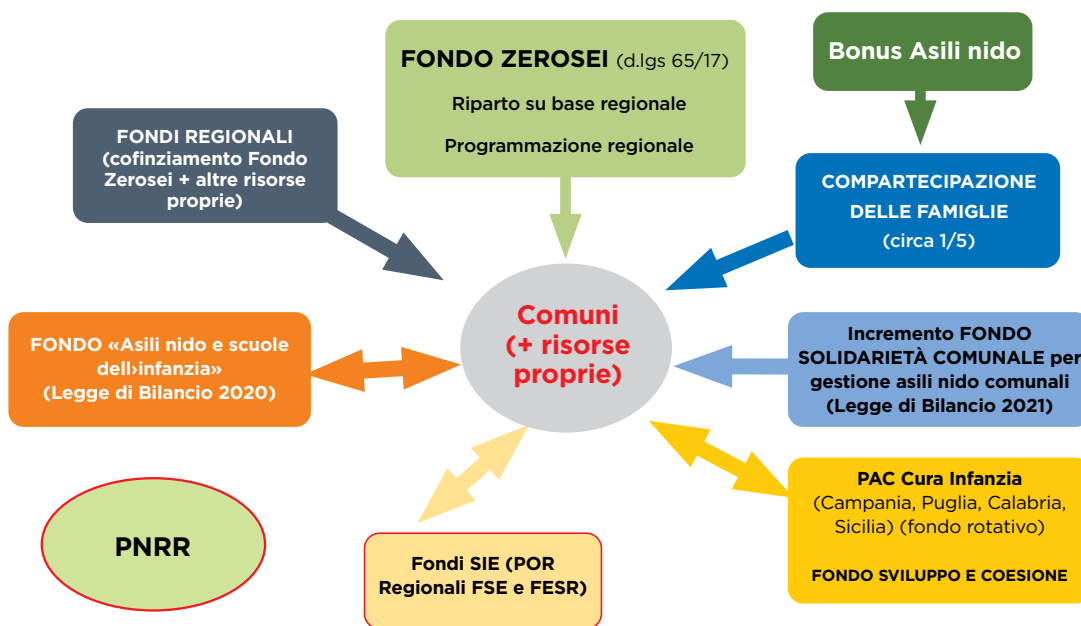 FONDO ZEROSEI (d.lgs 65/17)
Riparto su base regionale
Programmazione regionale
Bonus Asili nido
FONDI REGIONALI
(cofinziamento Fondo
Zerosei + altre risorse
proprie)
COMPARTECIPAZIONE
DELLE FAMIGLIE
(circa 1/5)
Comuni
(+ risorse
proprie)
FONDO «Asili nido e scuole
dell›infanzia»
(Legge di Bilancio 2020)
Incremento FONDO
SOLIDARIETÀ COMUNALE per
gestione asili nido comunali
(Legge di Bilancio 2021)
PAC Cura Infanzia
(Campania, Puglia, Calabria,
Sicilia) (fondo rotativo)
FONDO SVILUPPO E COESIONE
PNRR
Fondi SIE (POR
Regionali FSE e FESR)